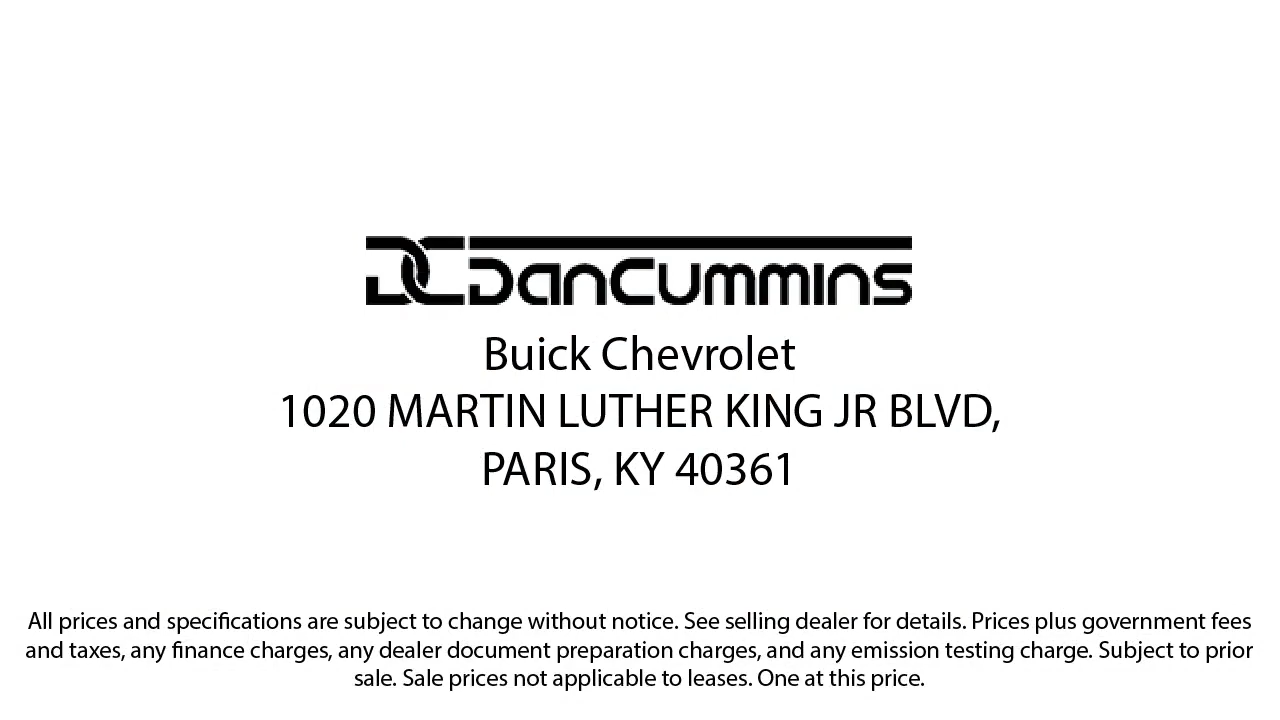 DC DanCummins
Buick Chevrolet
1020 MARTIN LUTHER KING JR BLVD,
PARIS, KY 40361
All prices and specifications are subject to change without notice. See selling dealer for details. Prices plus government fees
and taxes, any finance charges, any dealer document preparation charges, and any emission testing charge. Subject to prior
sale. Sale prices not applicable to leases. One at this price.